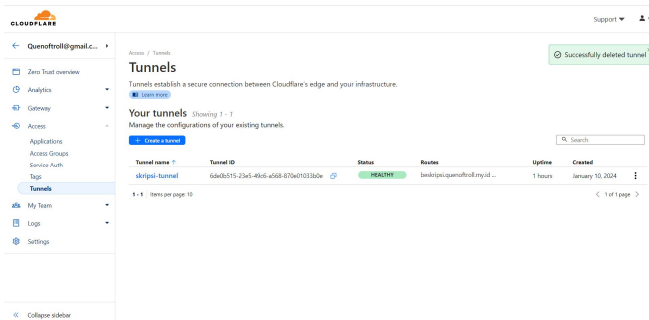 CLOUDFLARE
Support
Quenoftroll@gmail.c...
Zero Trust overview
Analytics
Gateway
Access
Applications
Access Groups
Service Auth
Tags
Tunnels
My Team
Logs
Settings
Collapse sidebar
Access / Tunnels
Successfully deleted tunnel
Tunnels
Tunnels establish a secure connection between Cloudflare's edge and your infrastructure.
Learn more
Your tunnels Showing 1 - 1
Manage the configurations of your existing tunnels.
+ Create a tunnel
Search
Tunnel name ↑ Tunnel ID Status Routes Uptime Created
skripsi-tunnel 6de0b515-23e5-49c6-a568-870e01033b0e HEALTHY beskripsi.quenoftroll.my.id ... 1 hours January 10, 2024
1 - 1 Items per page: 10 < 1 of 1 page >